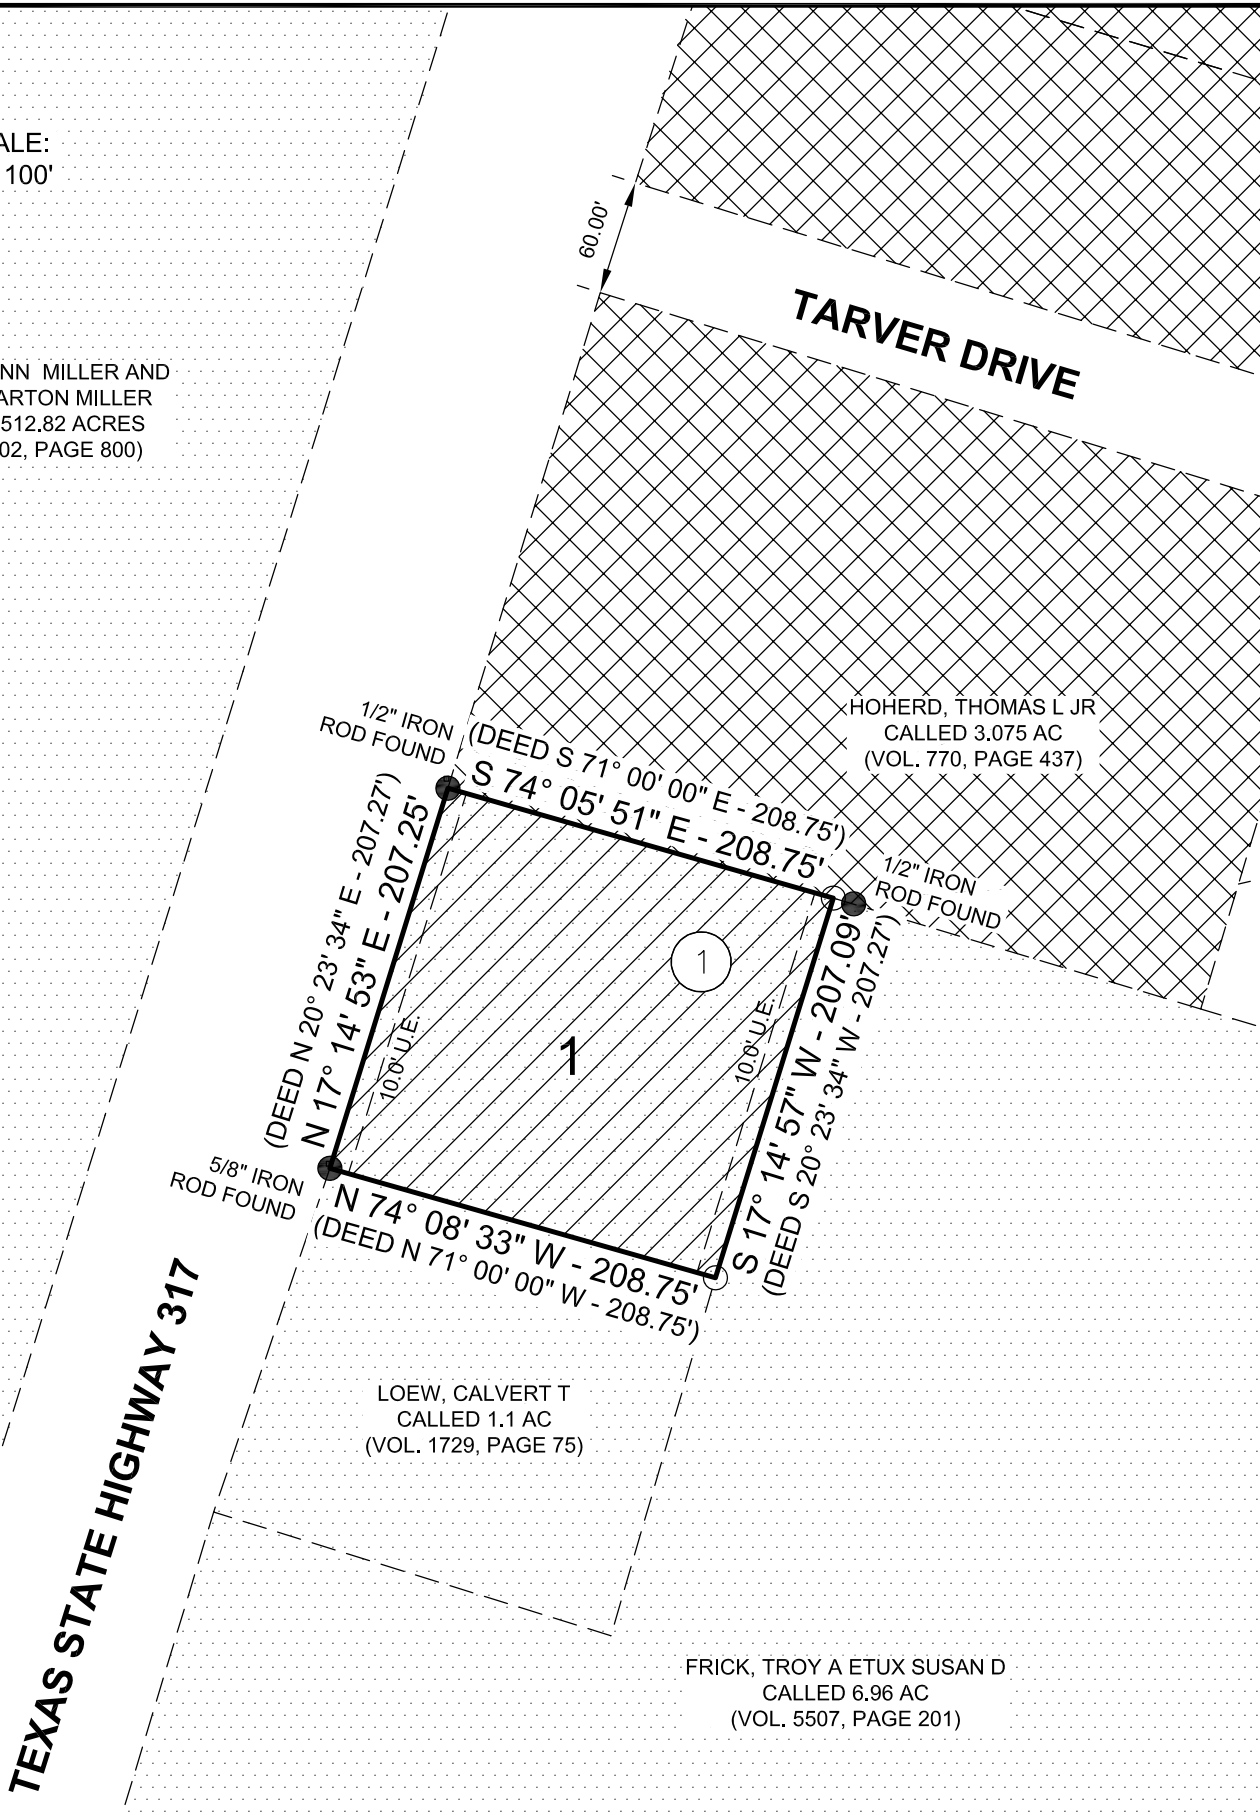 ALE:
100'
60.00'
TARVER DRIVE
NN MILLER AND
ARTON MILLER
512.82 ACRES
02, PAGE 800)
HOHERD, THOMAS L JR
CALLED 3.075 AC
(VOL. 770, PAGE 437)
1/2" IRON
ROD FOUND
(DEED S 71° 00' 00" E - 208.75')
S 74° 05' 51" E - 208.75'
1/2" IRON
ROD FOUND
(DEED N 20° 23' 34" E - 207.27')
N 17° 14' 53" E - 207.25'
10.0' U.E.
1
1
10.0' U.E.
S 17° 14' 57" W - 207.09'
(DEED S 20° 23' 34" W - 207.27')
5/8" IRON
ROD FOUND
N 74° 08' 33" W - 208.75'
(DEED N 71° 00' 00" W - 208.75')
TEXAS STATE HIGHWAY 317
LOEW, CALVERT T
CALLED 1.1 AC
(VOL. 1729, PAGE 75)
FRICK, TROY A ETUX SUSAN D
CALLED 6.96 AC
(VOL. 5507, PAGE 201)